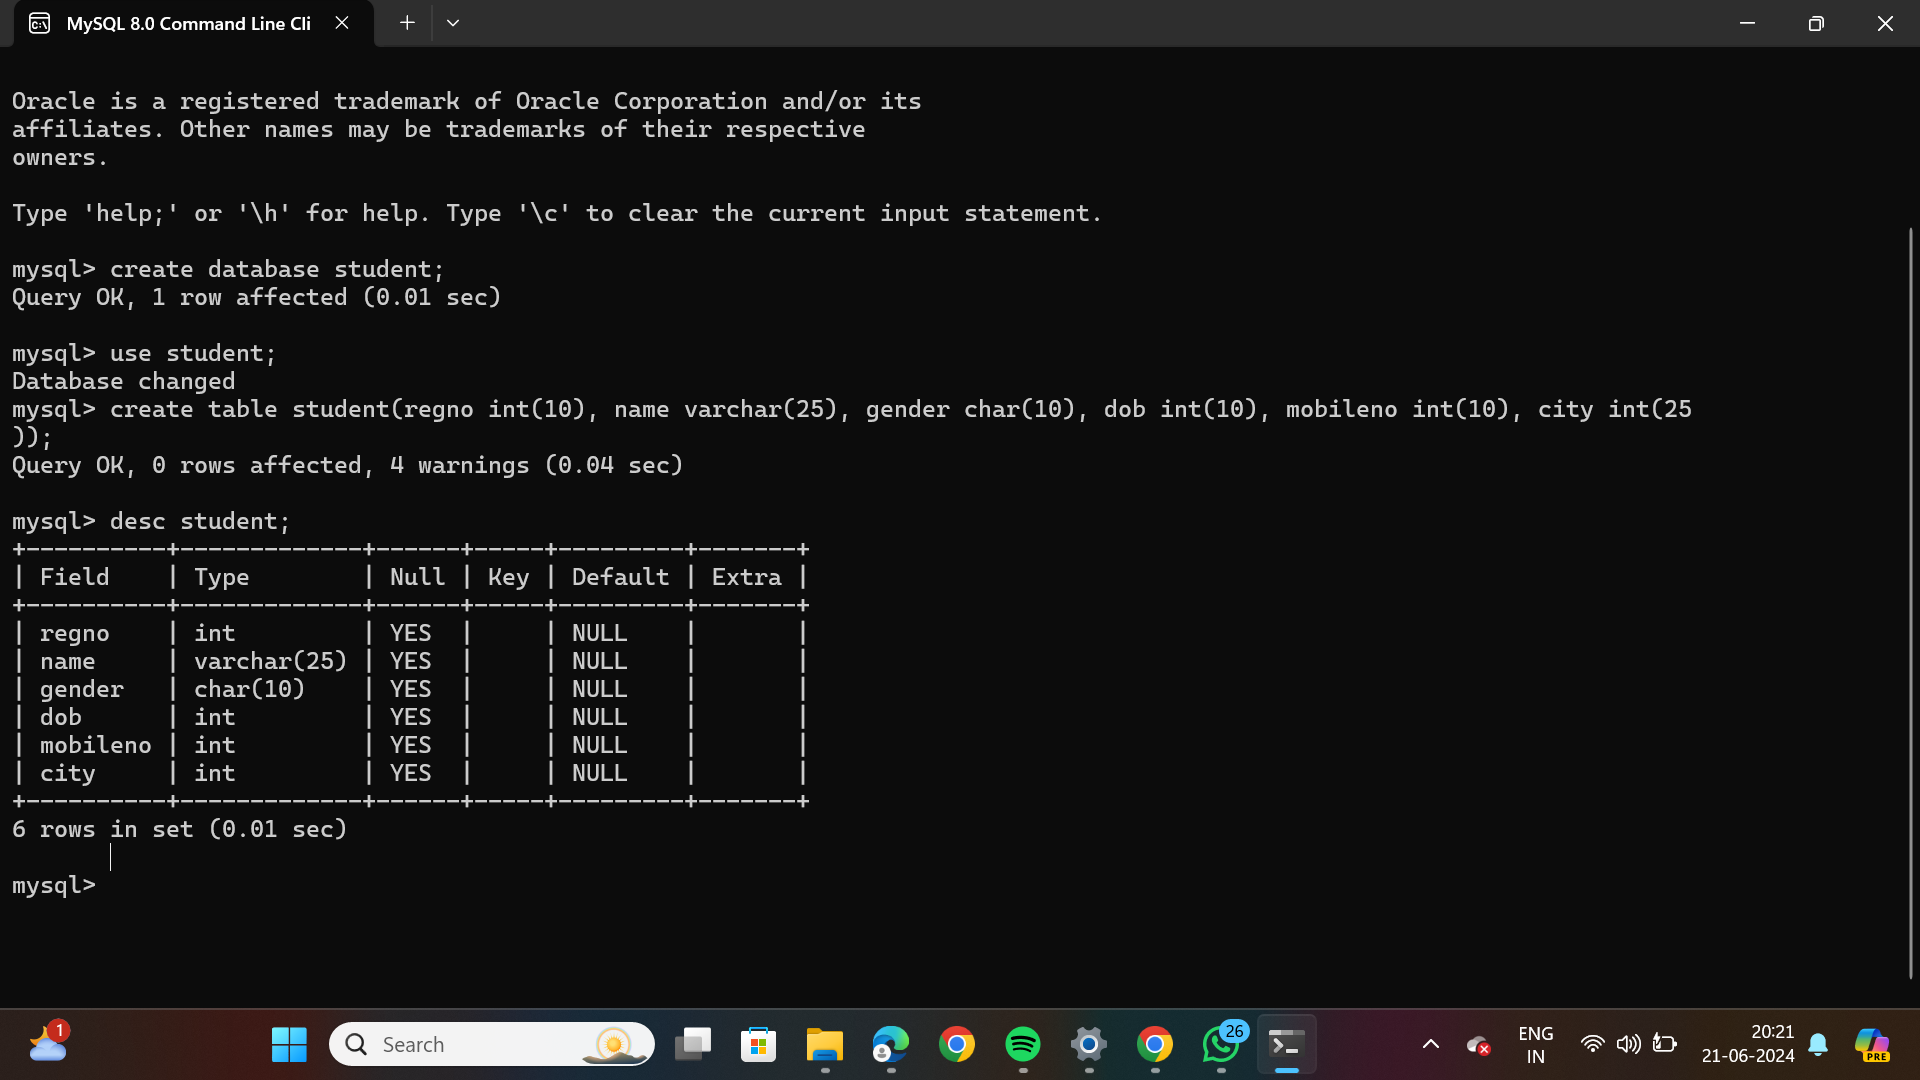 MySQL 8.0 Command Line Cli
Oracle is a registered trademark of Oracle Corporation and/or its
affiliates. Other names may be trademarks of their respective
owners.
Type 'help;' or '\h' for help. Type '\c' to clear the current input statement.
mysql> create database student;
Query OK, 1 row affected (0.01 sec)
mysql> use student;
Database changed
mysql> create table student(regno int(10), name varchar(25), gender char(10), dob int(10), mobileno int(10), city int(25
));
Query OK, 0 rows affected, 4 warnings (0.04 sec)
mysql> desc student;
+----------+-------------+------+-----+---------+-------+
| Field    | Type        | Null | Key | Default | Extra |
+----------+-------------+------+-----+---------+-------+
| regno    | int         | YES  |     | NULL    |       |
| name     | varchar(25) | YES  |     | NULL    |       |
| gender   | char(10)    | YES  |     | NULL    |       |
| dob      | int         | YES  |     | NULL    |       |
| mobileno | int         | YES  |     | NULL    |       |
| city     | int         | YES  |     | NULL    |       |
+----------+-------------+------+-----+---------+-------+
6 rows in set (0.01 sec)
mysql>
1
Search
26
ENG
IN
20:21
21-06-2024
PRE